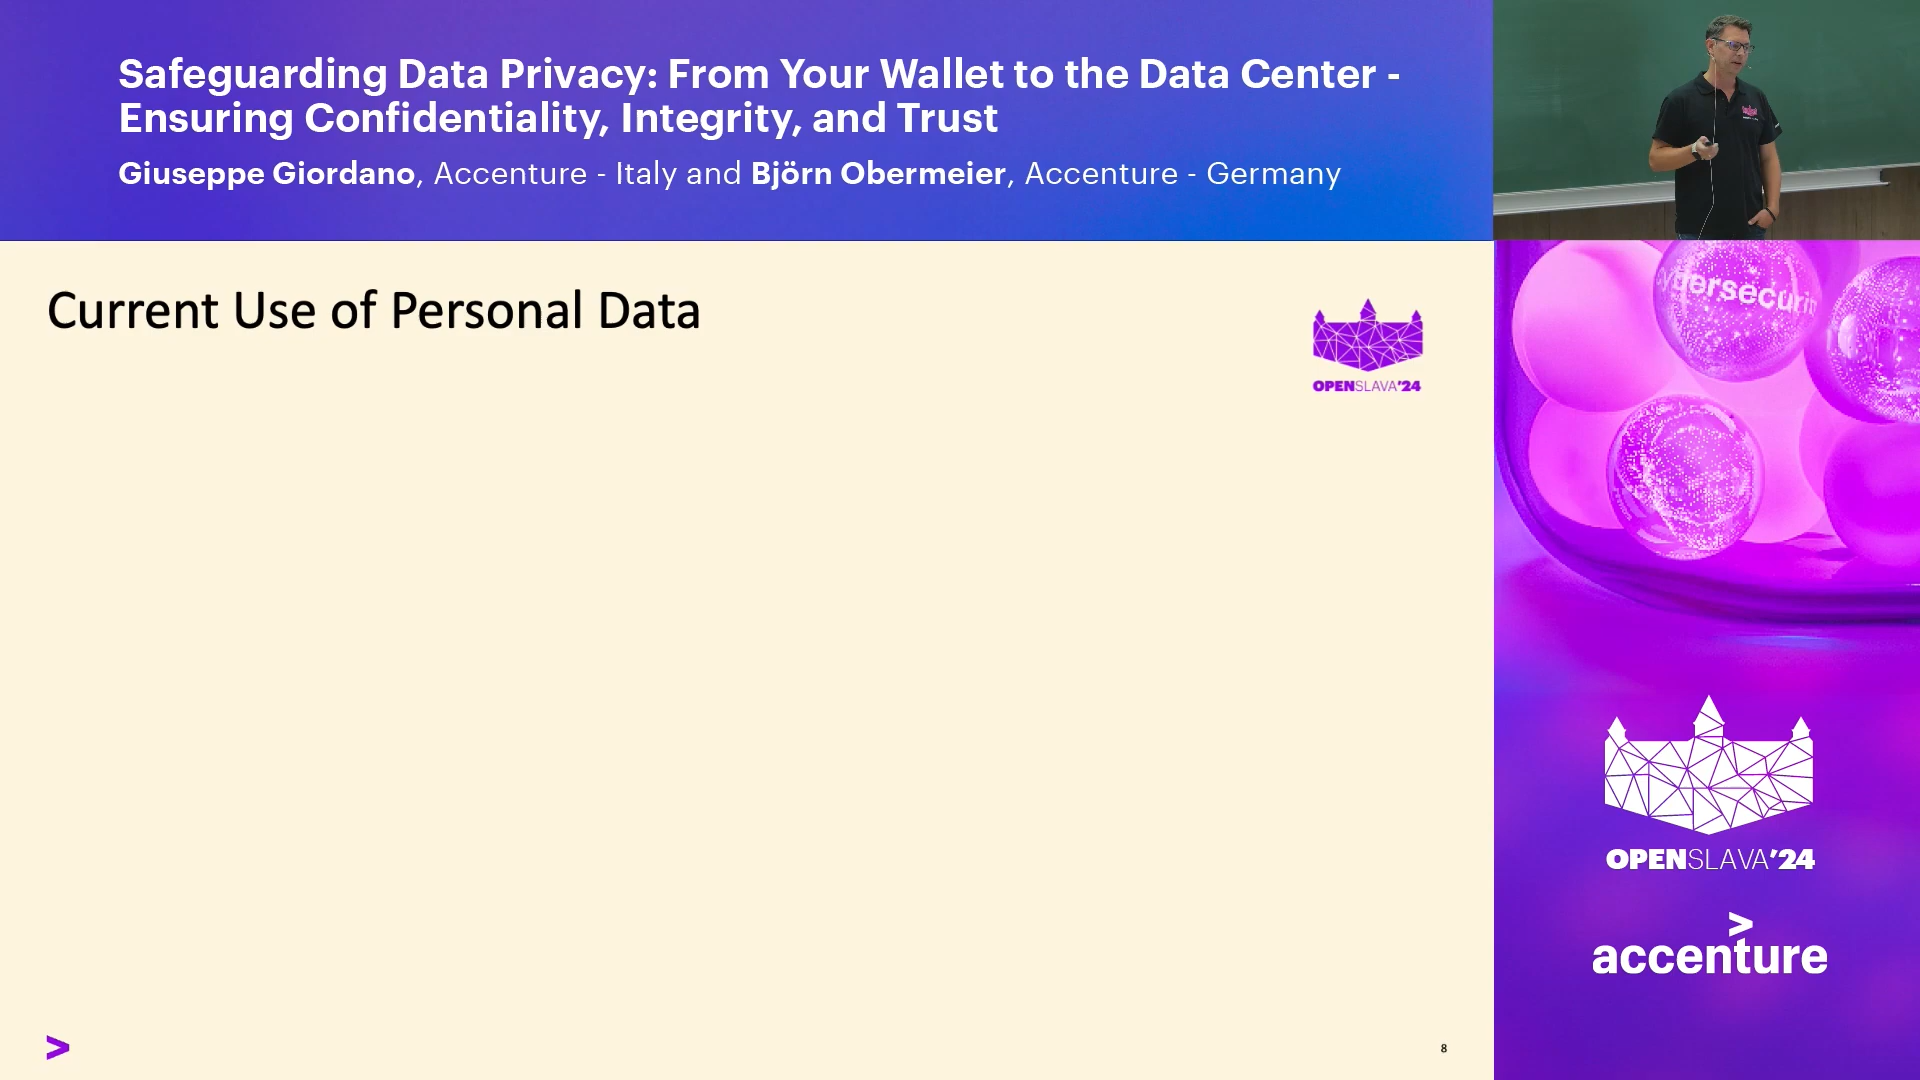 Safeguarding Data Privacy: From Your Wallet to the Data Center -
Ensuring Confidentiality, Integrity, and Trust
Giuseppe Giordano, Accenture - Italy and Björn Obermeier, Accenture - Germany
Current Use of Personal Data
OPENSLAVA'24
8
>
OPENSLAVA'24
accenture